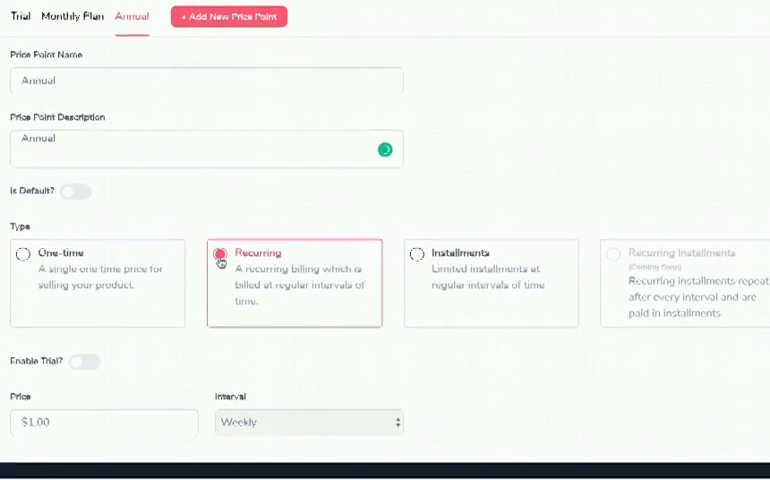 Trial Monthly Plan Annual + Add New Price Point
Price Point Name
Annual
Price Point Description
Annual
Is Default?
Type
One-time
A single one time price for
selling your product.
Recurring
A recurring billing which is
billed at regular intervals of
time.
Installments
Limited installments at
regular intervals of time
Recurring Installments
(Coming Soon)
Recurring installments repeat
after every interval and are
paid in installments
Enable Trial?
Price
$1.00
Interval
Weekly